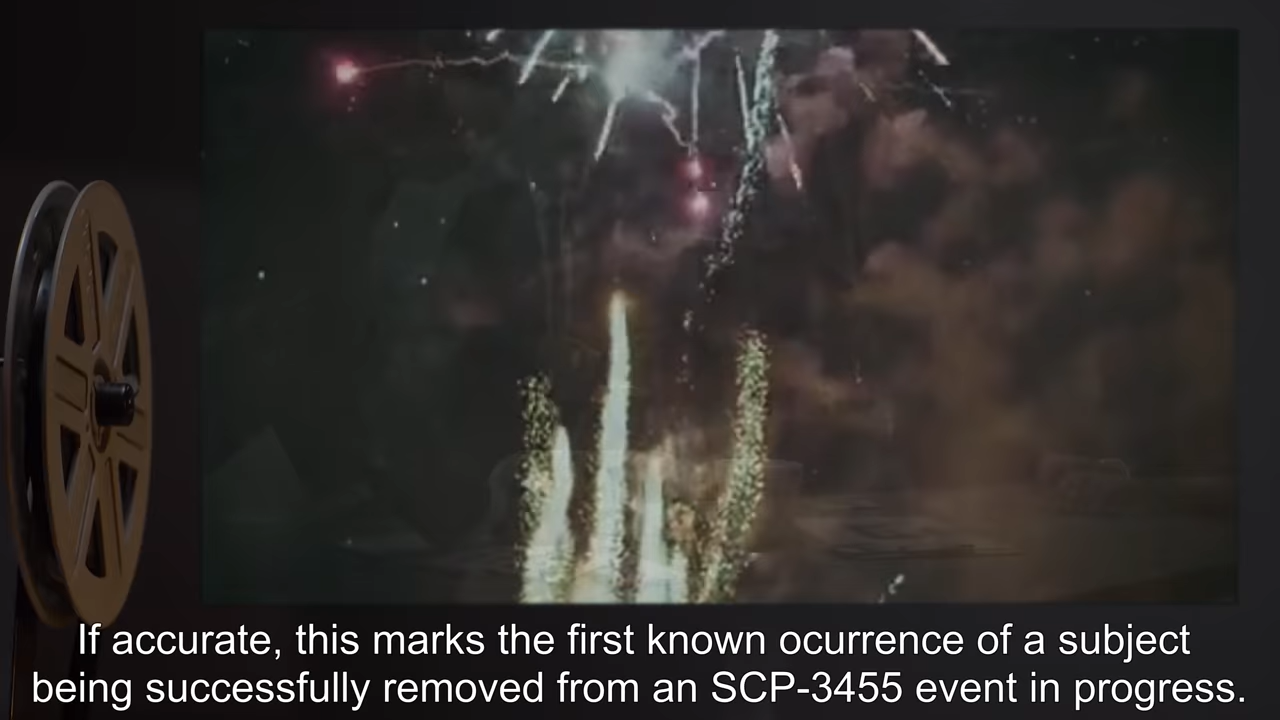 If accurate, this marks the first known ocurrence of a subject
being successfully removed from an SCP-3455 event in progress.